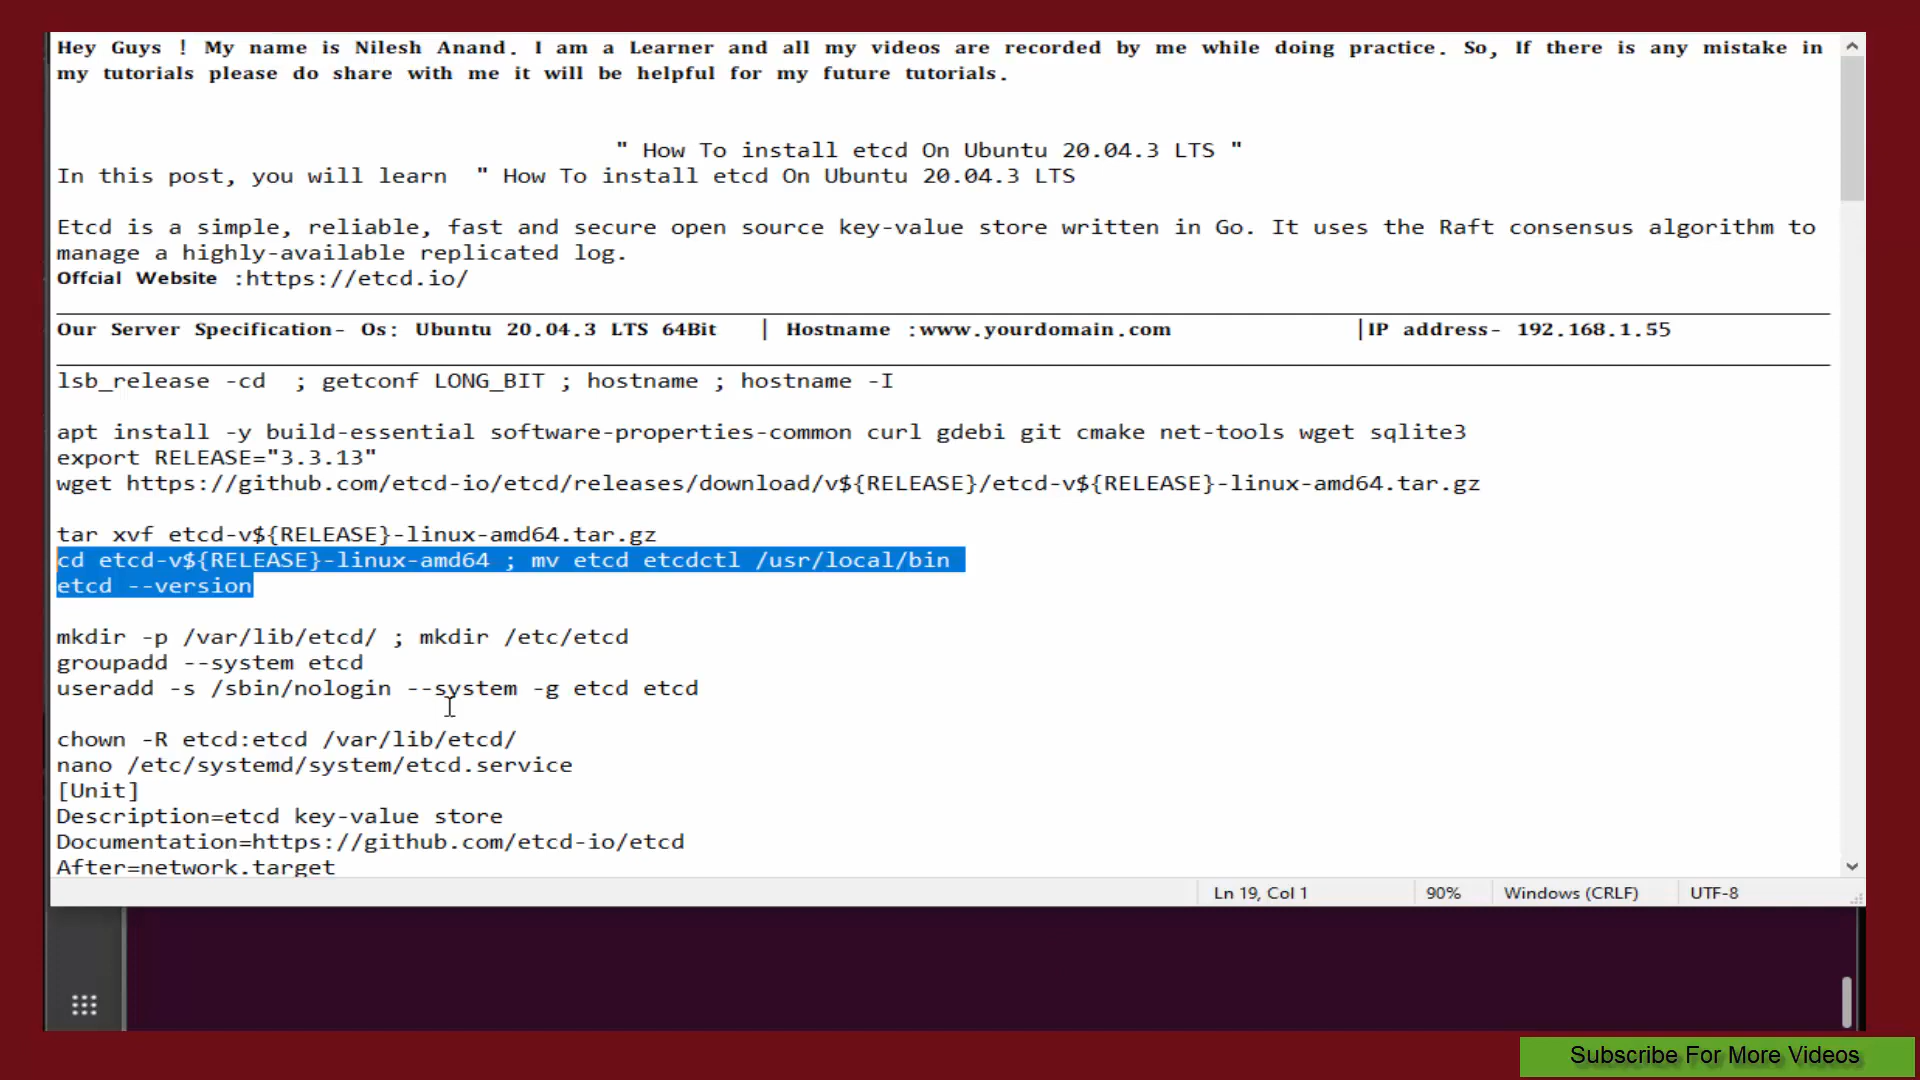 Hey Guys ! My name is Nilesh Anand. I am a Learner and all my videos are recorded by me while doing practice. So, If there is any mistake in
my tutorials please do share with me it will be helpful for my future tutorials.
" How To install etcd On Ubuntu 20.04.3 LTS "
In this post, you will learn " How To install etcd On Ubuntu 20.04.3 LTS
Etcd is a simple, reliable, fast and secure open source key-value store written in Go. It uses the Raft consensus algorithm to
manage a highly-available replicated log.
Offcial Website :https://etcd.io/
Our Server Specification- Os: Ubuntu 20.04.3 LTS 64Bit | Hostname :www.yourdomain.com |IP address- 192.168.1.55
lsb_release -cd ; getconf LONG_BIT ; hostname ; hostname -I
apt install -y build-essential software-properties-common curl gdebi git cmake net-tools wget sqlite3
export RELEASE="3.3.13"
wget https://github.com/etcd-io/etcd/releases/download/v${RELEASE}/etcd-v${RELEASE}-linux-amd64.tar.gz
tar xvf etcd-v${RELEASE}-linux-amd64.tar.gz
cd etcd-v${RELEASE}-linux-amd64 ; mv etcd etcdctl /usr/local/bin
etcd --version
mkdir -p /var/lib/etcd/ ; mkdir /etc/etcd
groupadd --system etcd
useradd -s /sbin/nologin --system -g etcd etcd
chown -R etcd:etcd /var/lib/etcd/
nano /etc/systemd/system/etcd.service
[Unit]
Description=etcd key-value store
Documentation=https://github.com/etcd-io/etcd
After=network.target
Ln 19, Col 1 90% Windows (CRLF) UTF-8
Subscribe For More Videos